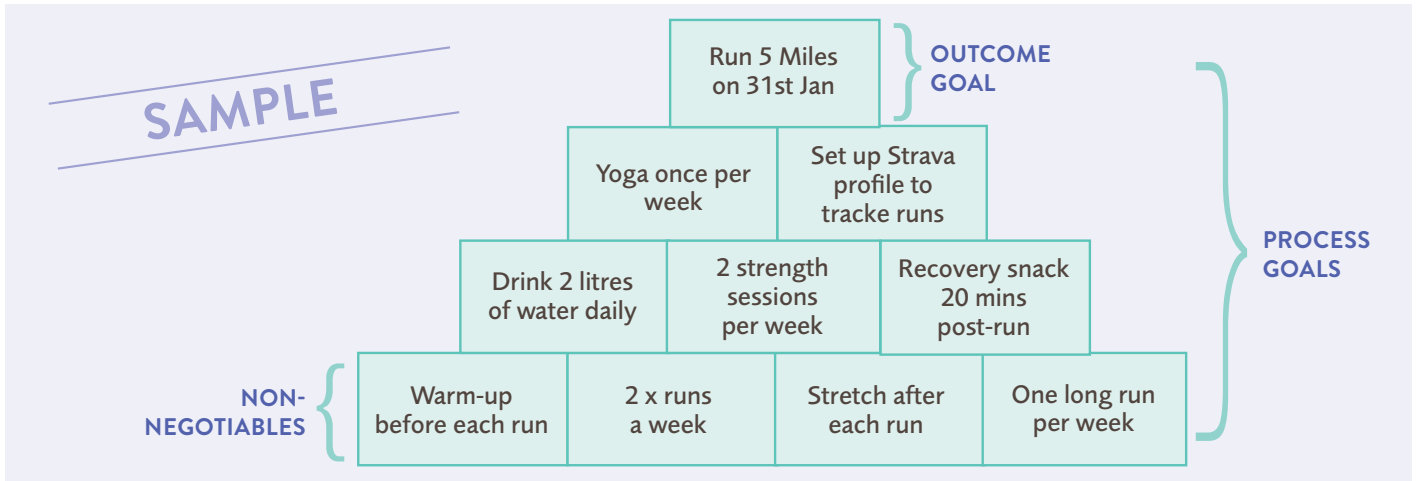 SAMPLE
Run 5 Miles
on 31st Jan
OUTCOME
GOAL
Yoga once per
week
Set up Strava
profile to
tracke runs
Drink 2 litres
of water daily
2 strength
sessions
per week
Recovery snack
20 mins
post-run
PROCESS
GOALS
NON-
NEGOTIABLES
Warm-up
before each run
2 x runs
a week
Stretch after
each run
One long run
per week